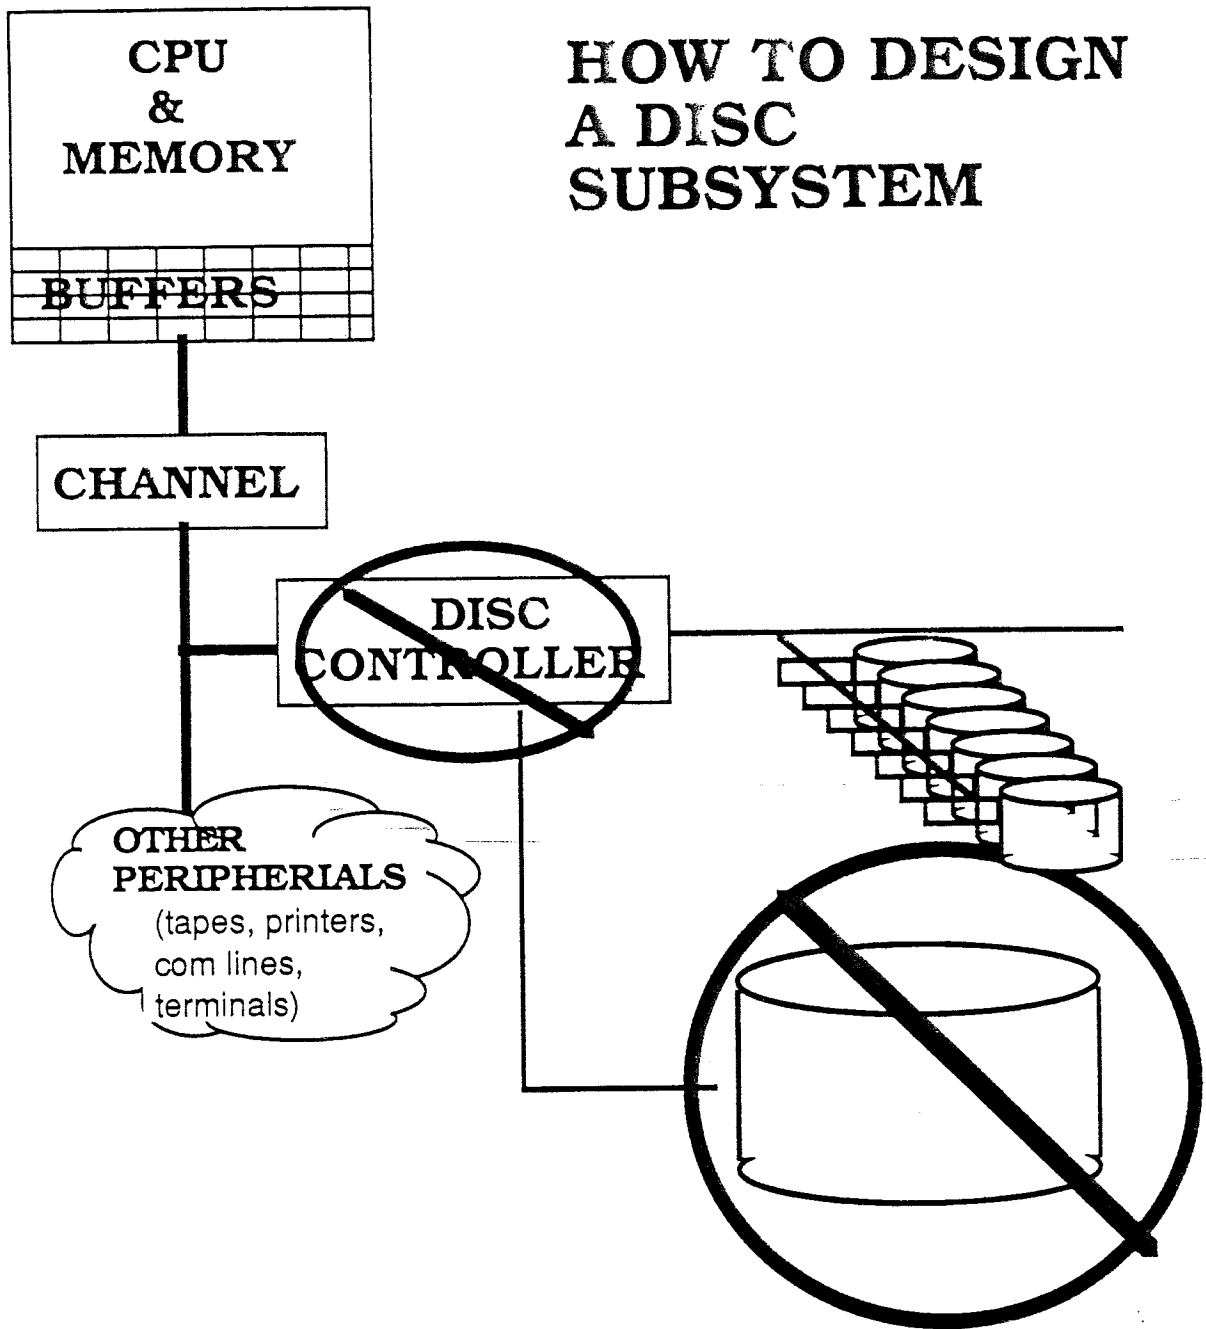 CPU
&
MEMORY
BUFFERS
HOW TO DESIGN
A DISC
SUBSYSTEM
CHANNEL
DISC
CONTROLLER
OTHER
PERIPHERIALS
(tapes, printers,
com lines,
terminals)